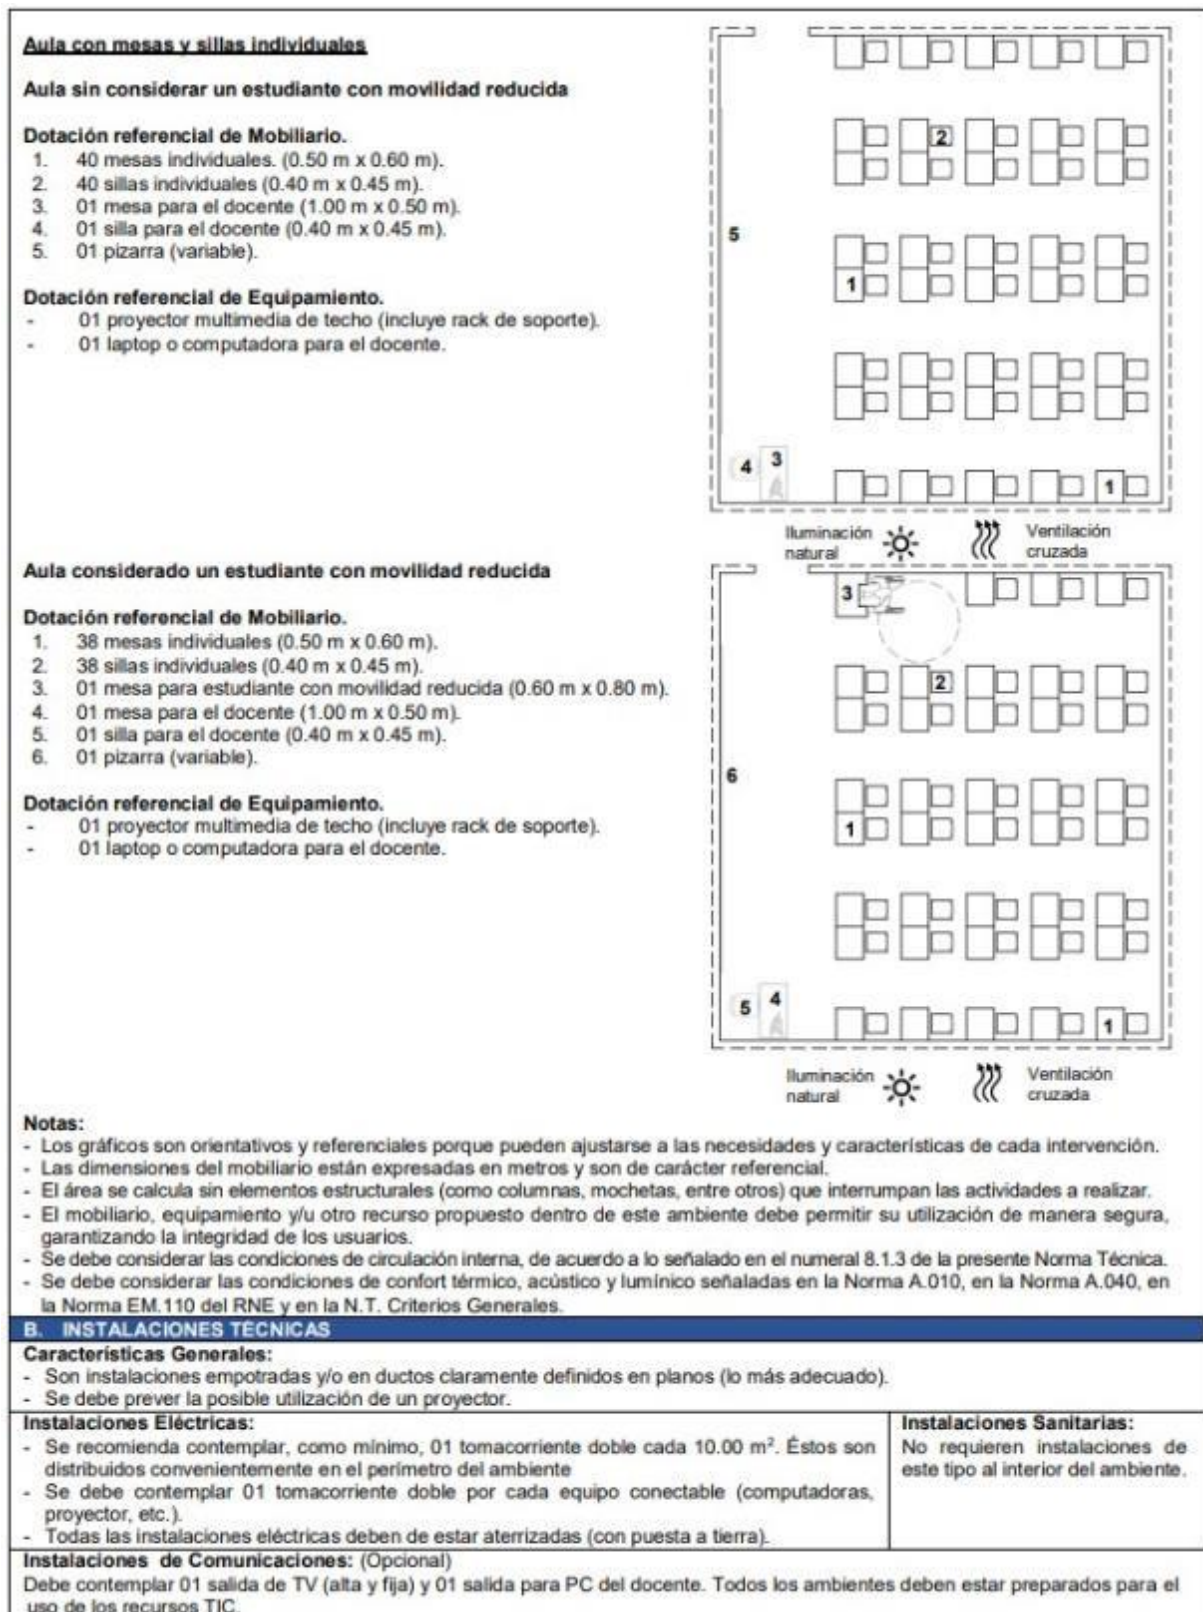 Aula con mesas y sillas individuales
Aula sin considerar un estudiante con movilidad reducida
Dotación referencial de Mobiliario.
1. 40 mesas individuales. (0.50 m x 0.60 m).
2. 40 sillas individuales (0.40 m x 0.45 m).
3. 01 mesa para el docente (1.00 m x 0.50 m).
4. 01 silla para el docente (0.40 m x 0.45 m).
5. 01 pizarra (variable).
Dotación referencial de Equipamiento.
- 01 proyector multimedia de techo (incluye rack de soporte).
- 01 laptop o computadora para el docente.
2
5
1
4 3
1
Iluminación
natural
Ventilación
cruzada
Aula considerado un estudiante con movilidad reducida
Dotación referencial de Mobiliario.
1. 38 mesas individuales (0.50 m x 0.60 m).
2. 38 sillas individuales (0.40 m x 0.45 m).
3. 01 mesa para estudiante con movilidad reducida (0.60 m x 0.80 m).
4. 01 mesa para el docente (1.00 m x 0.50 m).
5. 01 silla para el docente (0.40 m x 0.45 m).
6. 01 pizarra (variable).
Dotación referencial de Equipamiento.
- 01 proyector multimedia de techo (incluye rack de soporte).
- 01 laptop o computadora para el docente.
3
2
6
1
5 4
1
Iluminación
natural
Ventilación
cruzada
Notas:
- Los gráficos son orientativos y referenciales porque pueden ajustarse a las necesidades y características de cada intervención.
- Las dimensiones del mobiliario están expresadas en metros y son de carácter referencial.
- El área se calcula sin elementos estructurales (como columnas, mochetas, entre otros) que interrumpan las actividades a realizar.
- El mobiliario, equipamiento y/u otro recurso propuesto dentro de este ambiente debe permitir su utilización de manera segura,
garantizando la integridad de los usuarios.
- Se debe considerar las condiciones de circulación interna, de acuerdo a lo señalado en el numeral 8.1.3 de la presente Norma Técnica.
- Se debe considerar las condiciones de confort térmico, acústico y lumínico señaladas en la Norma A.010, en la Norma A.040, en
la Norma EM.110 del RNE y en la N.T. Criterios Generales.
B. INSTALACIONES TÉCNICAS
Características Generales:
- Son instalaciones empotradas y/o en ductos claramente definidos en planos (lo más adecuado).
- Se debe prever la posible utilización de un proyector.
Instalaciones Eléctricas:
- Se recomienda contemplar, como mínimo, 01 tomacorriente doble cada 10.00 m². Éstos son
distribuidos convenientemente en el perímetro del ambiente
- Se debe contemplar 01 tomacorriente doble por cada equipo conectable (computadoras,
proyector, etc.).
- Todas las instalaciones eléctricas deben de estar aterrizadas (con puesta a tierra).
Instalaciones Sanitarias:
No requieren instalaciones de
este tipo al interior del ambiente.
Instalaciones de Comunicaciones: (Opcional)
Debe contemplar 01 salida de TV (alta y fija) y 01 salida para PC del docente. Todos los ambientes deben estar preparados para el
uso de los recursos TIC.